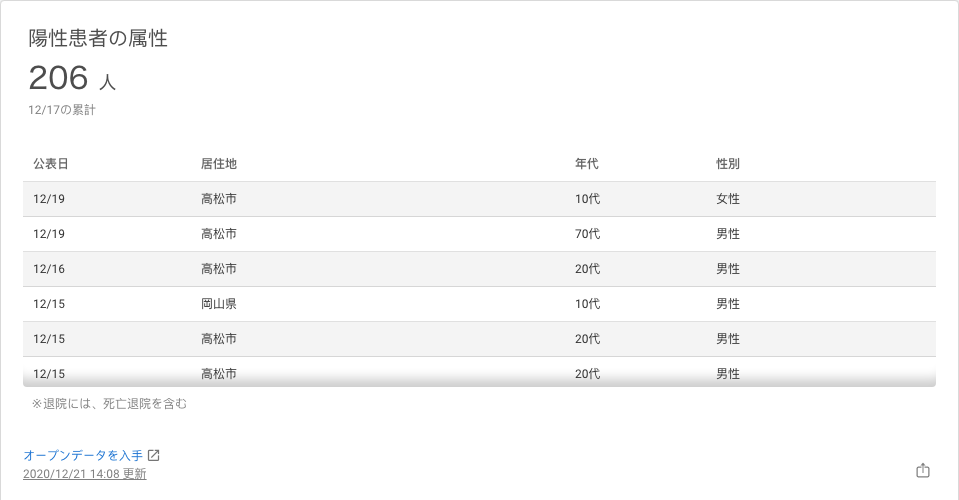 陽性患者の属性
206 人
12/17の累計
公表日 居住地 年代 性別
12/19 高松市 10代 女性
12/19 高松市 70代 男性
12/16 高松市 20代 男性
12/15 岡山県 10代 男性
12/15 高松市 20代 男性
12/15 高松市 20代 男性
※退院には、死亡退院を含む
オープンデータを入手
2020/12/21 14:08 更新